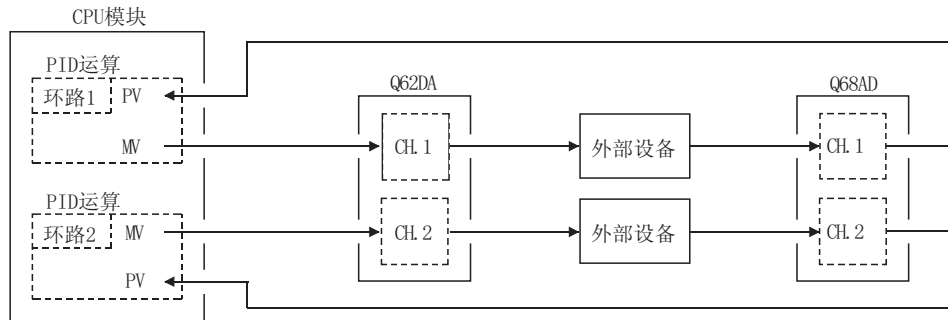 CPU模块
PID运算
环路1 PV
MV
PID运算
环路2 MV
PV
Q62DA
CH.1
CH.2
外部设备
外部设备
Q68AD
CH.1
CH.2